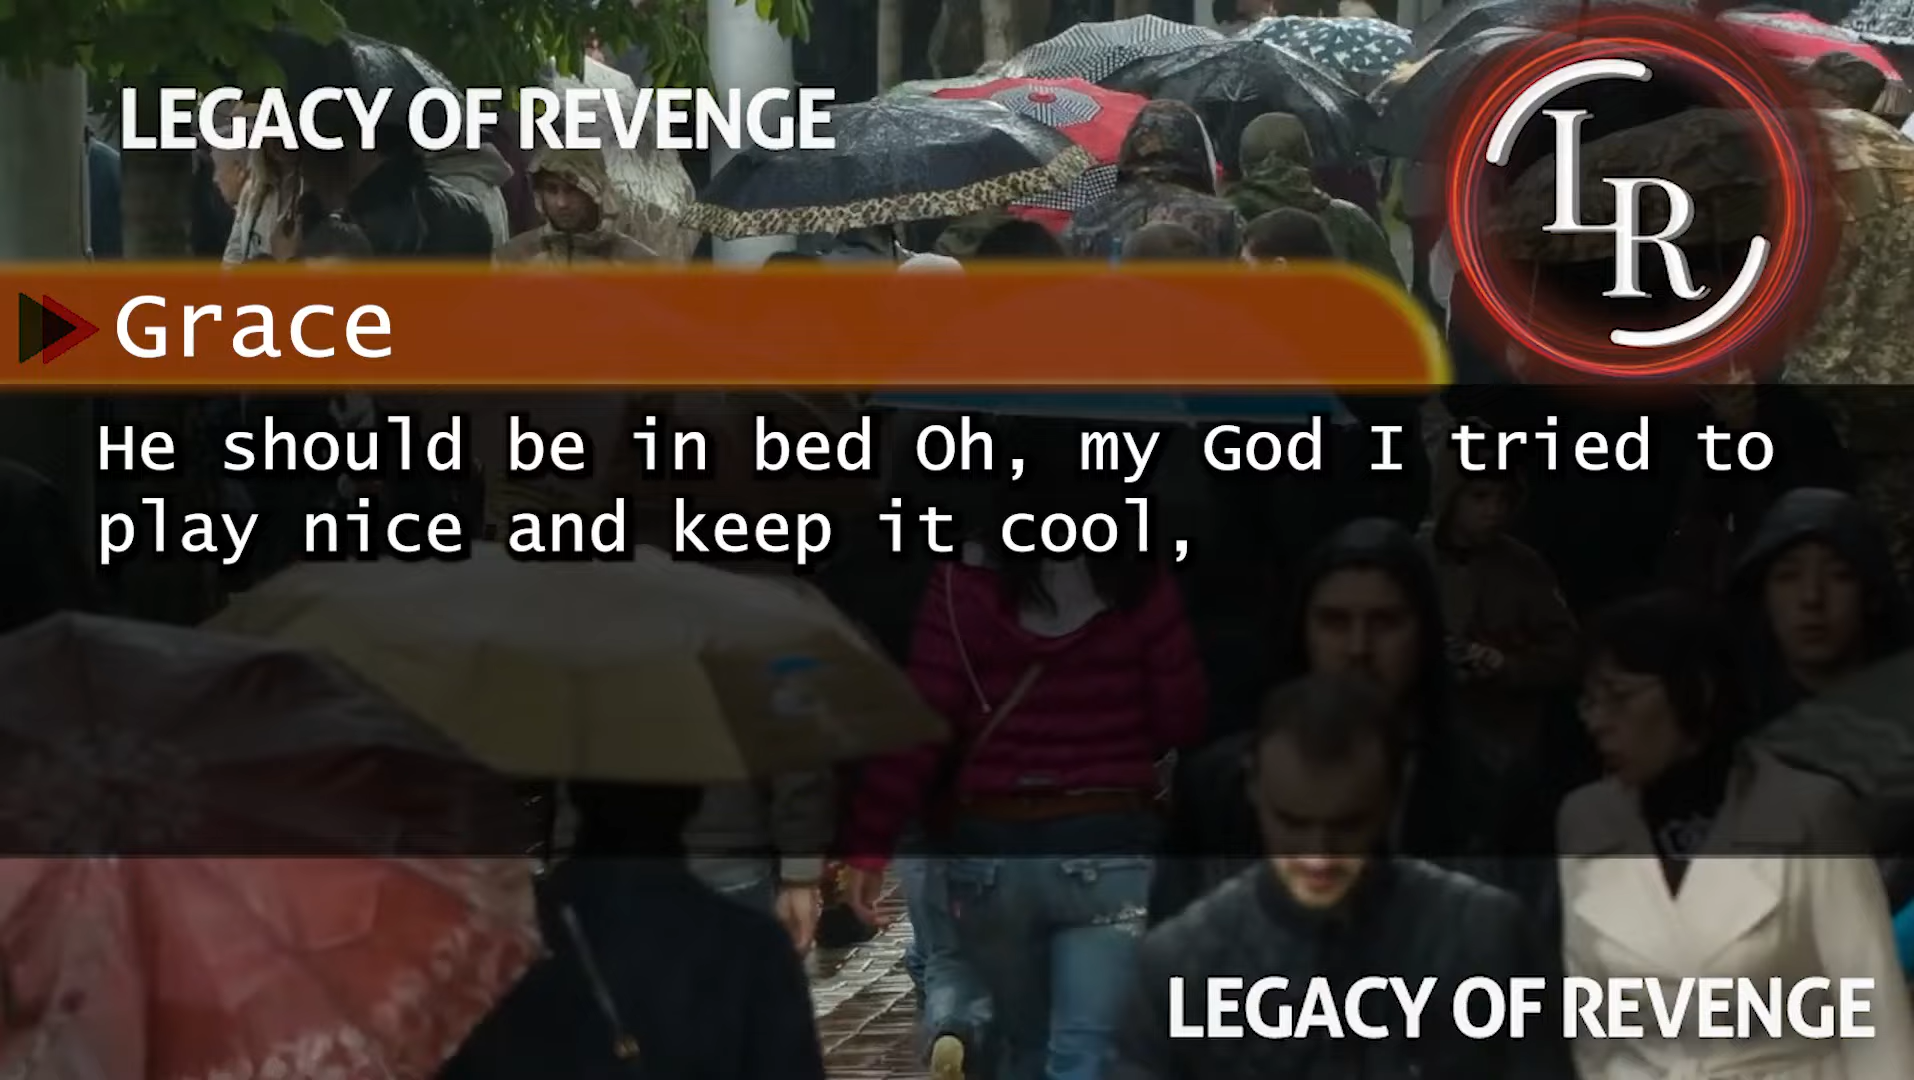 LEGACY OF REVENGE
LR
Grace
He should be in bed Oh, my God I tried to
play nice and keep it cool,
LEGACY OF REVENGE